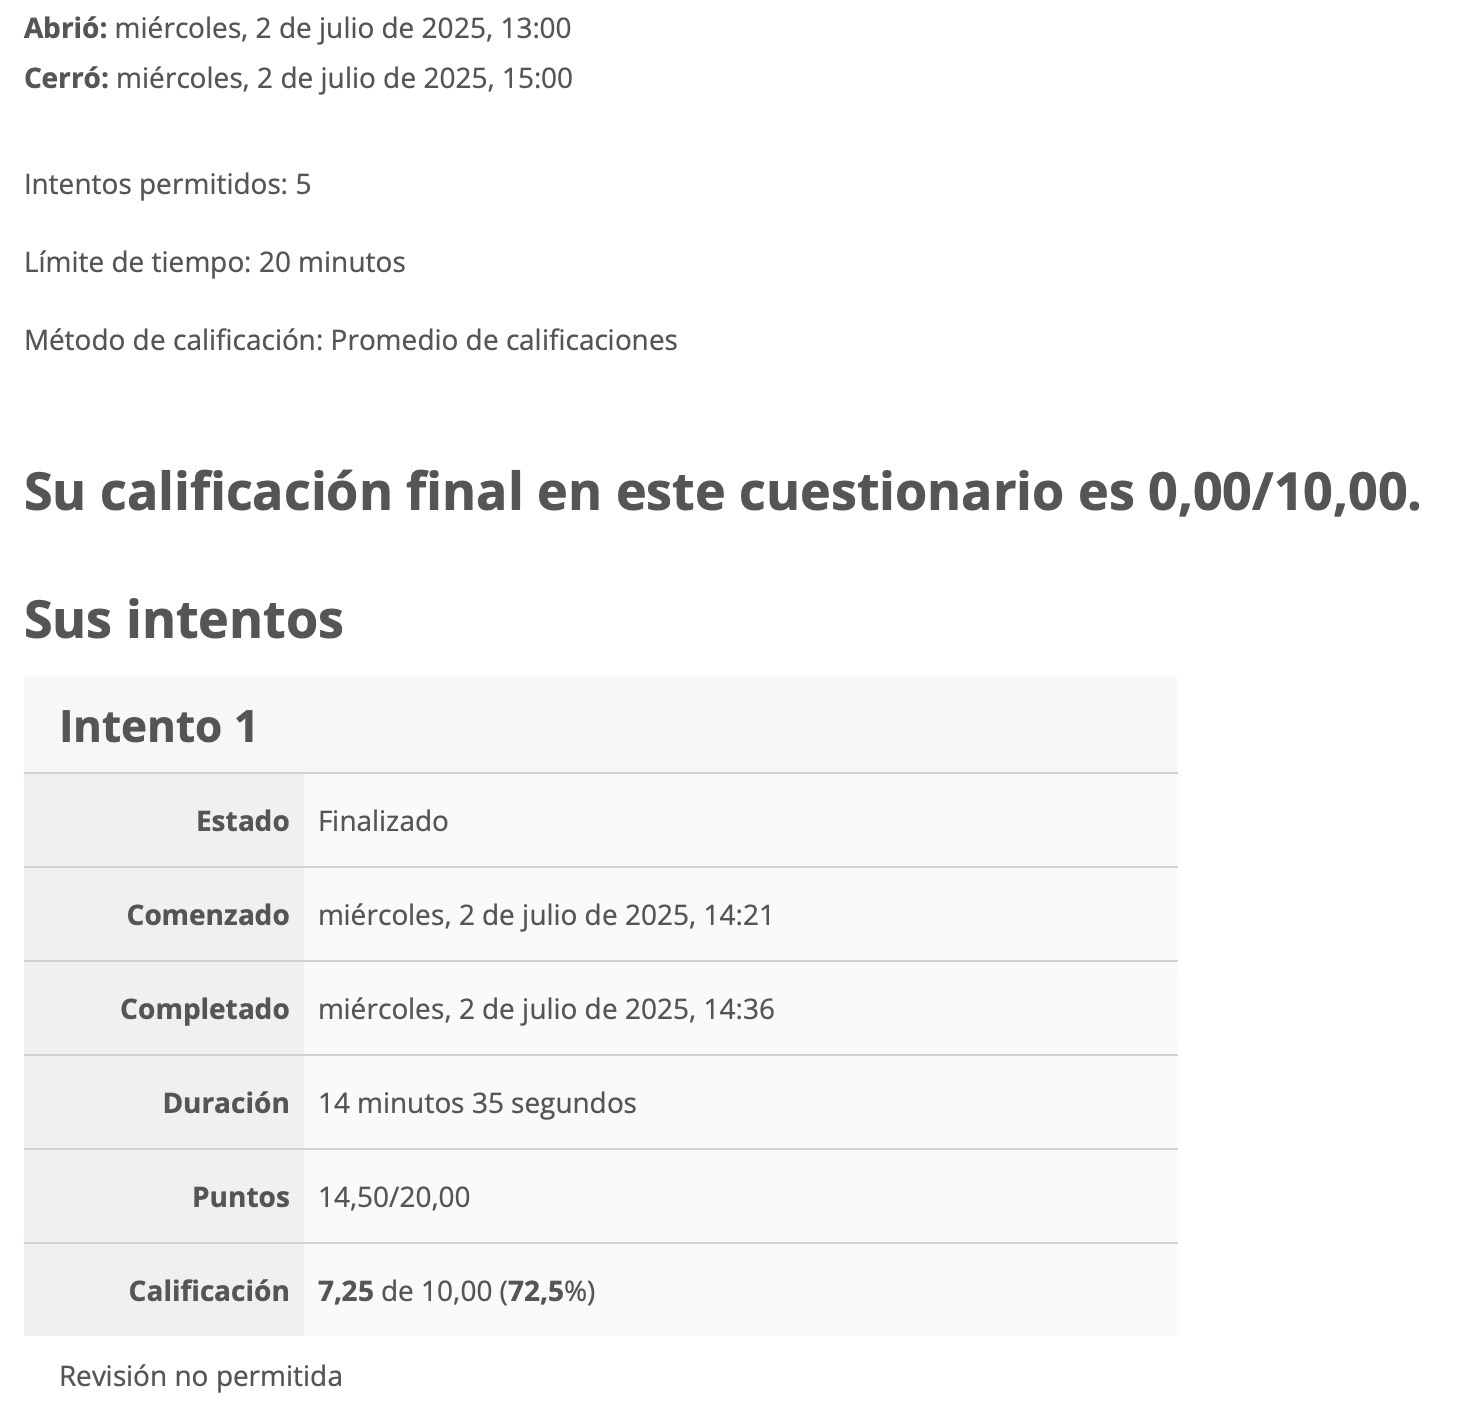 Abrió: miércoles, 2 de julio de 2025, 13:00
Cerró: miércoles, 2 de julio de 2025, 15:00
Intentos permitidos: 5
Límite de tiempo: 20 minutos
Método de calificación: Promedio de calificaciones
Su calificación final en este cuestionario es 0,00/10,00.
Sus intentos
Intento 1
Estado Finalizado
Comenzado miércoles, 2 de julio de 2025, 14:21
Completado miércoles, 2 de julio de 2025, 14:36
Duración 14 minutos 35 segundos
Puntos 14,50/20,00
Calificación 7,25 de 10,00 (72,5%)
Revisión no permitida